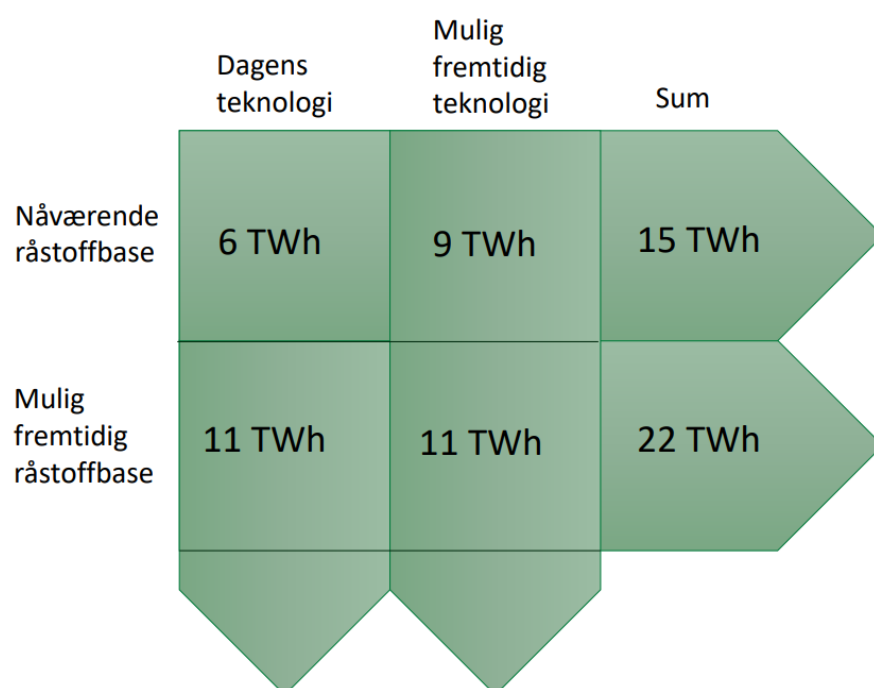 Dagens
teknologi
Mulig
fremtidig
teknologi
Sum
Nåværende
råstoffbase
6 TWh
9 TWh
15 TWh
Mulig
fremtidig
råstoffbase
11 TWh
11 TWh
22 TWh